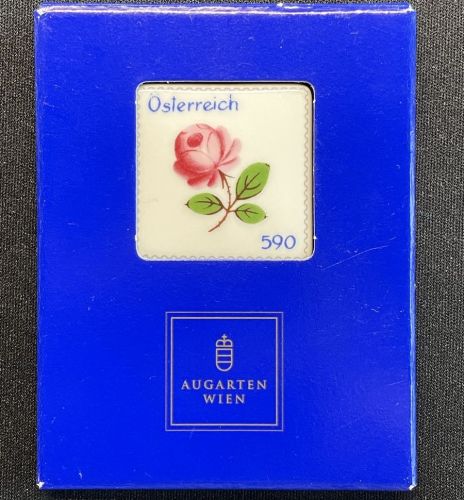 Österreich
590
AUGARTEN
WIEN